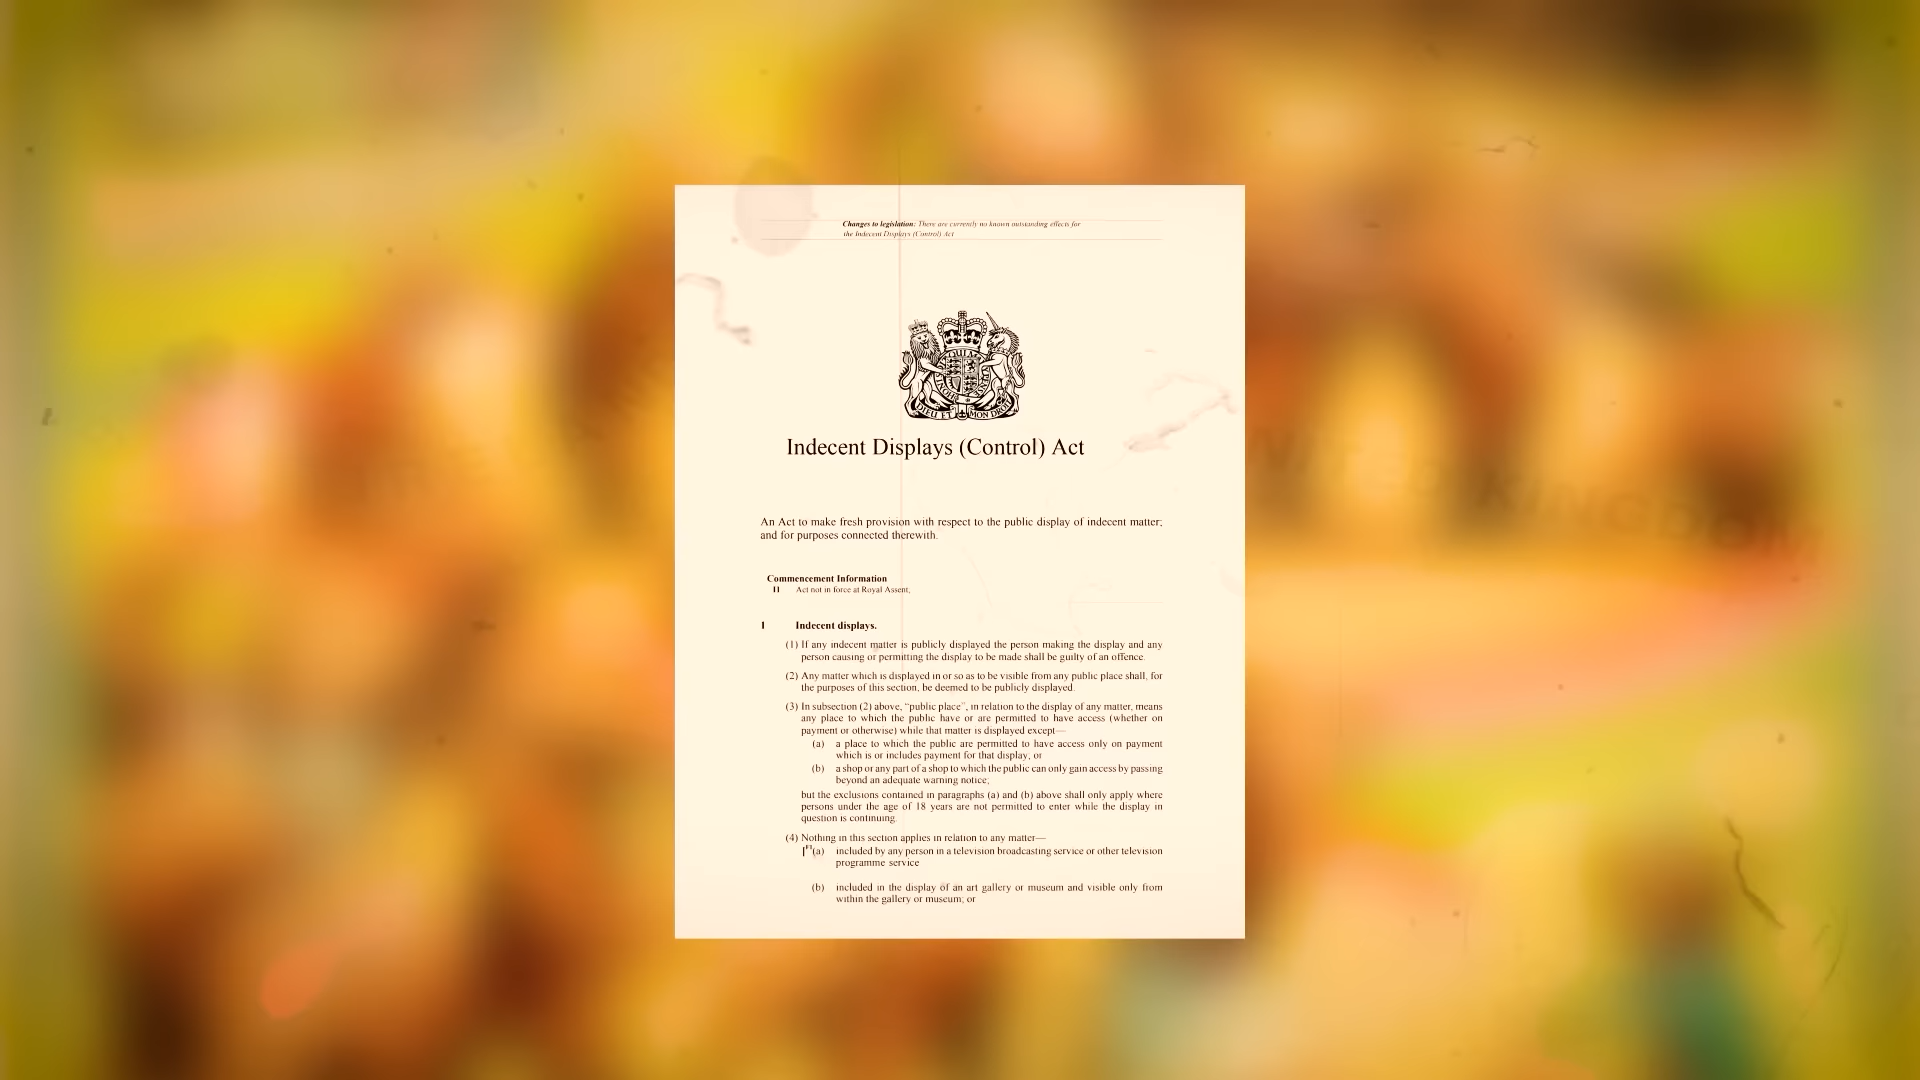 Changes to legislation: There are currently no known outstanding effects for
the Indecent Displays (Control) Act
DIEU ET MON DROIT
Indecent Displays (Control) Act
An Act to make fresh provision with respect to the public display of indecent matter;
and for purposes connected therewith.
Commencement Information
I1 Act not in force at Royal Assent,
1 Indecent displays.
(1) If any indecent matter is publicly displayed the person making the display and any
person causing or permitting the display to be made shall be guilty of an offence.
(2) Any matter which is displayed in or so as to be visible from any public place shall, for
the purposes of this section, be deemed to be publicly displayed.
(3) In subsection (2) above, “public place”, in relation to the display of any matter, means
any place to which the public have or are permitted to have access (whether on
payment or otherwise) while that matter is displayed except—
(a) a place to which the public are permitted to have access only on payment
which is or includes payment for that display; or
(b) a shop or any part of a shop to which the public can only gain access by passing
beyond an adequate warning notice;
but the exclusions contained in paragraphs (a) and (b) above shall only apply where
persons under the age of 18 years are not permitted to enter while the display in
question is continuing.
(4) Nothing in this section applies in relation to any matter—
[F1(a) included by any person in a television broadcasting service or other television
programme service
(b) included in the display of an art gallery or museum and visible only from
within the gallery or museum; or
KINGDOM